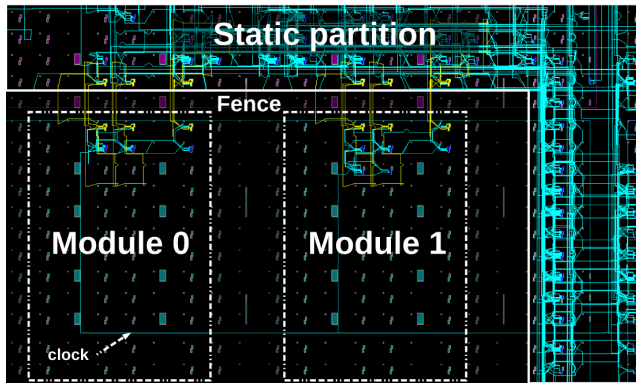 Static partition
Fence
Module 0
Module 1
clock